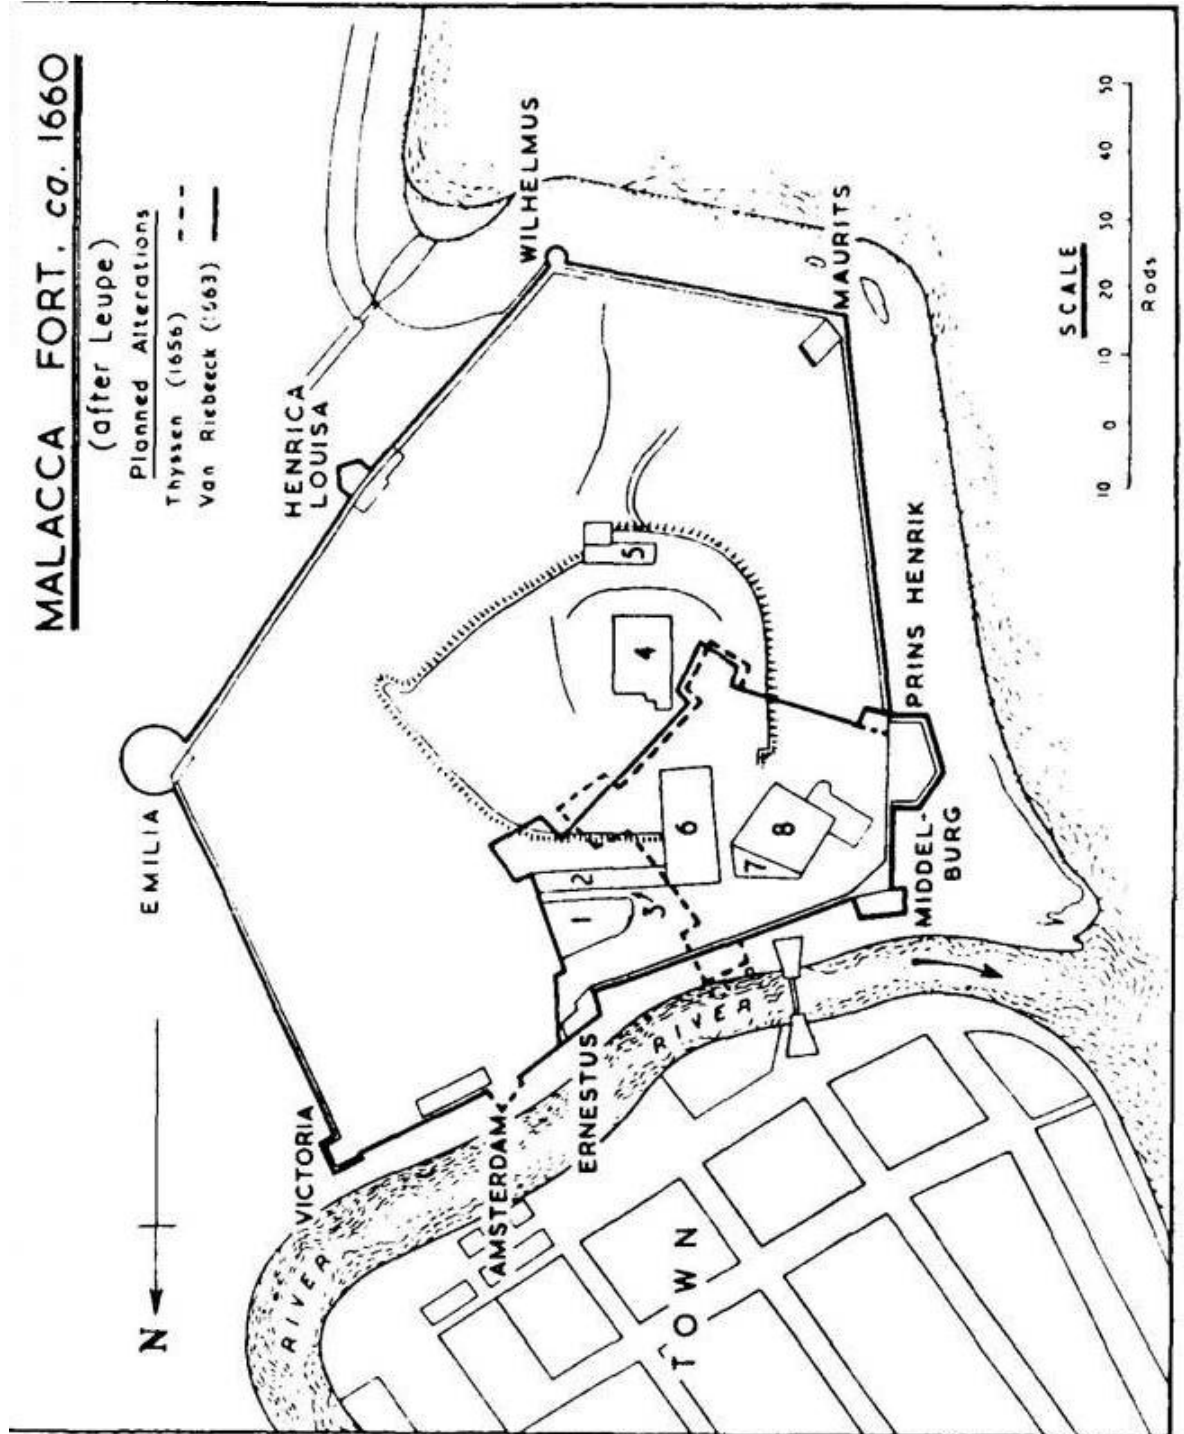 MALACCA FORT. ca. 1660
(after Leupe)
Planned Alterations
Thyssen (1656)
Van Riebeeck (1663)
N
EMILIA
HENRICA
LOUISA
WILHELMUS
MAURITS
VICTORIA
AMSTERDAM
ERNESTUS
MIDDEL-
BURG
PRINS HENRIK
RIVER
RIVER
TOWN
1
2
3
4
5
6
7
8
SCALE
10 0 10 20 30 40 50
Rods